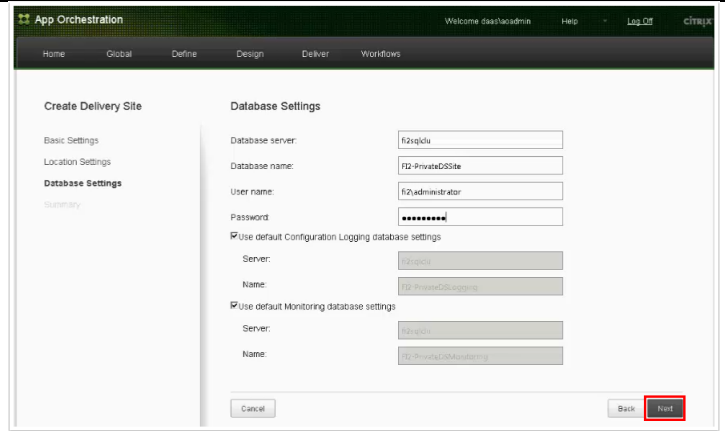 App Orchestration
Welcome daas\aoadmin Help Log Off CITRIX
Home Global Define Design Deliver Workflows
Create Delivery Site
Basic Settings
Location Settings
Database Settings
Summary
Database Settings
Database server: fi2sqlclu
Database name: FI2-PrivateDSSite
User name: fi2\administrator
Password: •••••••••
Use default Configuration Logging database settings
Server: fi2sqlclu
Name: FI2-PrivateDSLogging
Use default Monitoring database settings
Server: fi2sqlclu
Name: FI2-PrivateDSMonitoring
Cancel Back Next